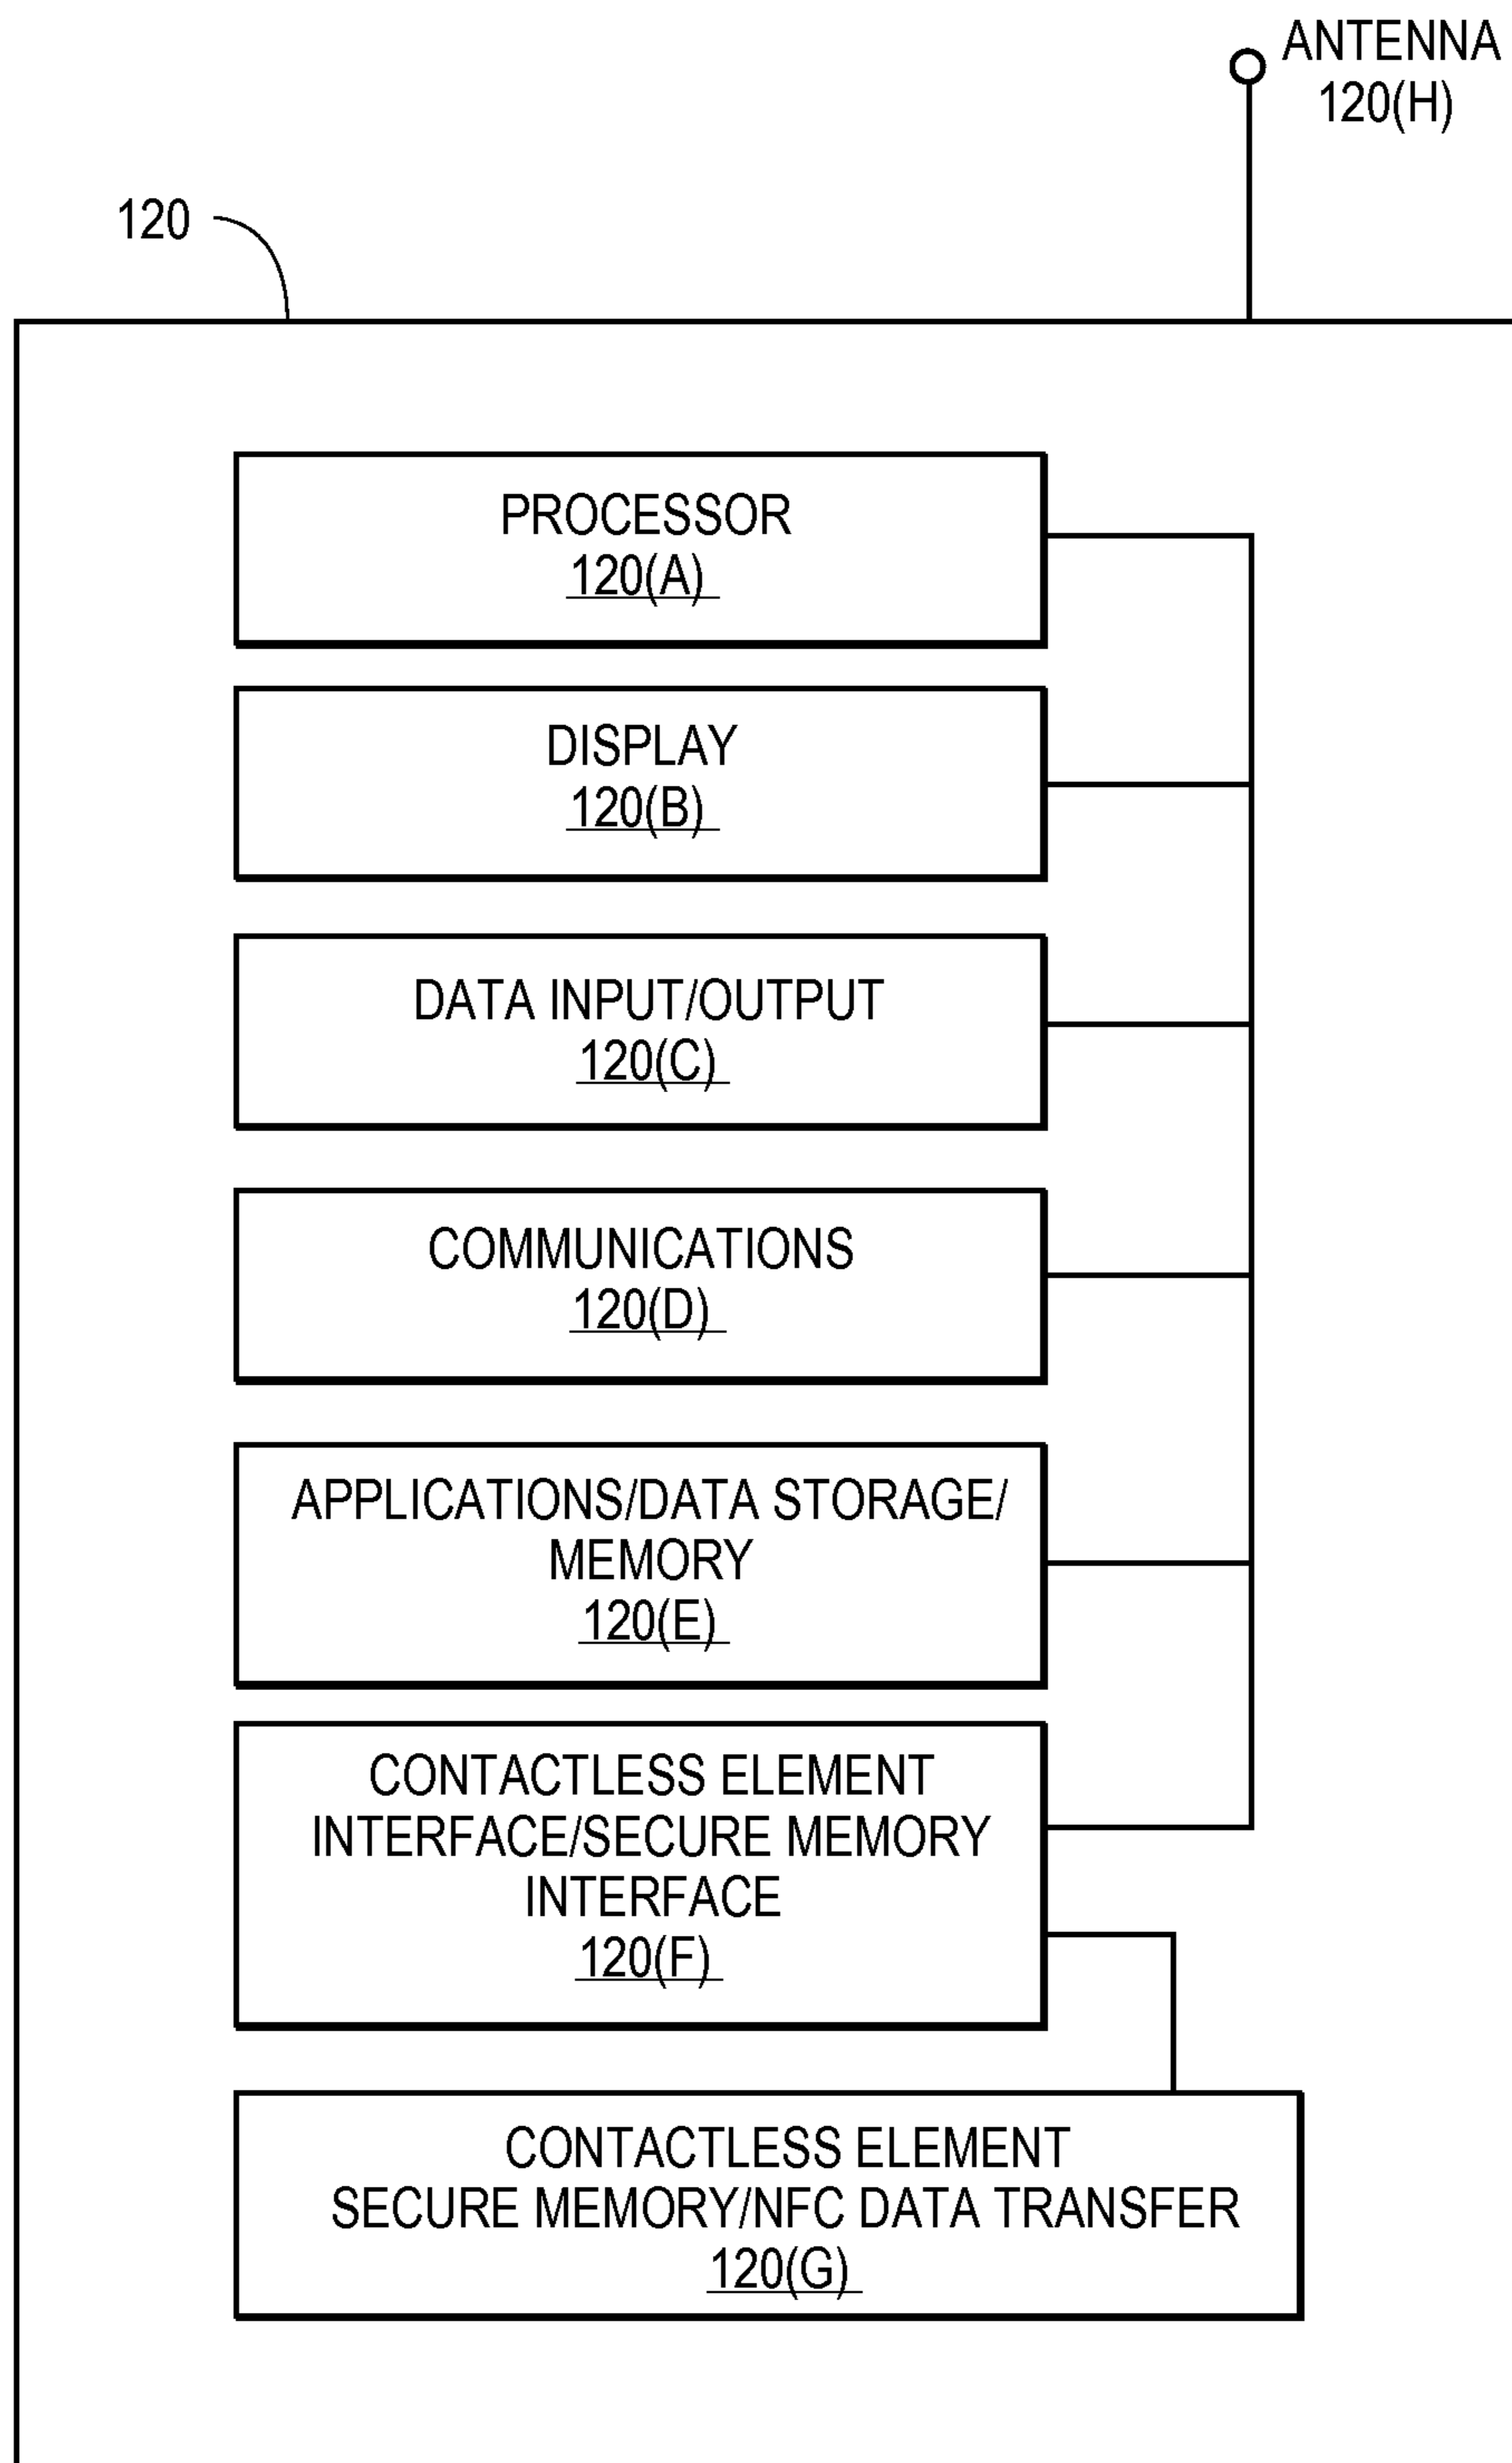 ANTENNA
120(H)
120
PROCESSOR
120(A)
DISPLAY
120(B)
DATA INPUT/OUTPUT
120(C)
COMMUNICATIONS
120(D)
APPLICATIONS/DATA STORAGE/
MEMORY
120(E)
CONTACTLESS ELEMENT
INTERFACE/SECURE MEMORY
INTERFACE
120(F)
CONTACTLESS ELEMENT
SECURE MEMORY/NFC DATA TRANSFER
120(G)